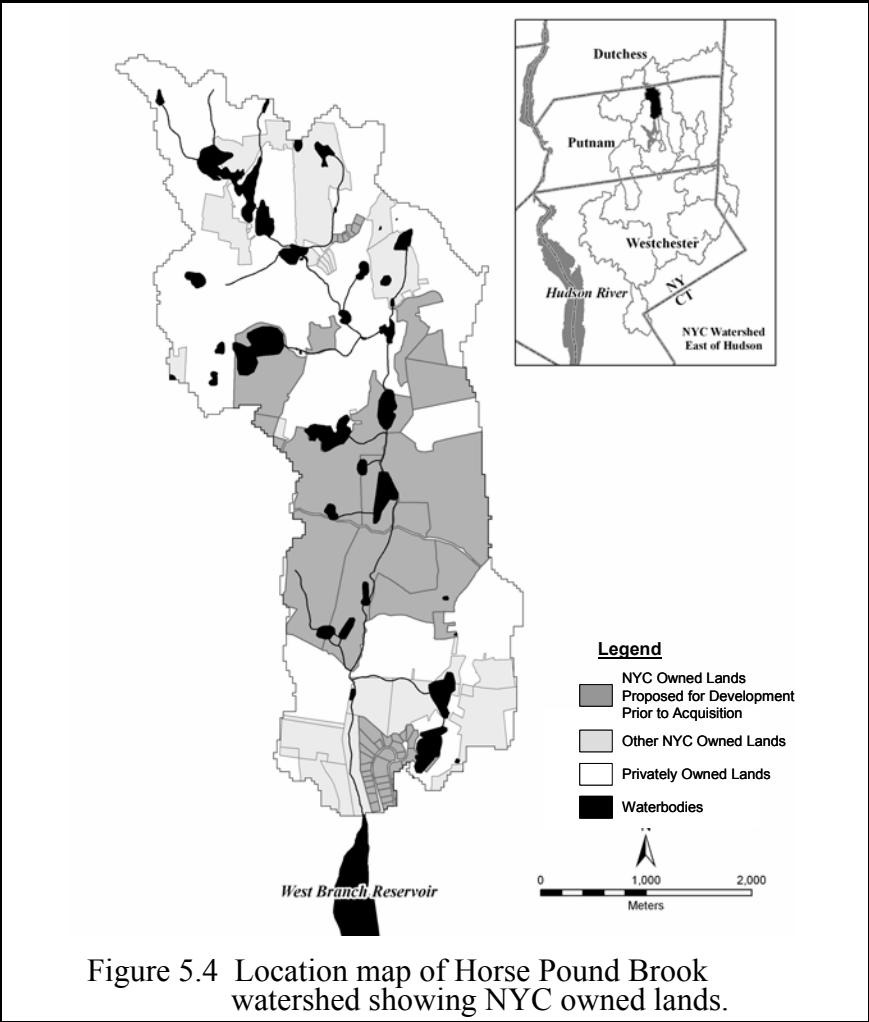 Dutchess
Putnam
Westchester
Hudson River
NY
CT
NYC Watershed
East of Hudson
Legend
NYC Owned Lands
Proposed for Development
Prior to Acquisition
Other NYC Owned Lands
Privately Owned Lands
Waterbodies
N
0 1,000 2,000
Meters
West Branch Reservoir
Figure 5.4 Location map of Horse Pound Brook
watershed showing NYC owned lands.